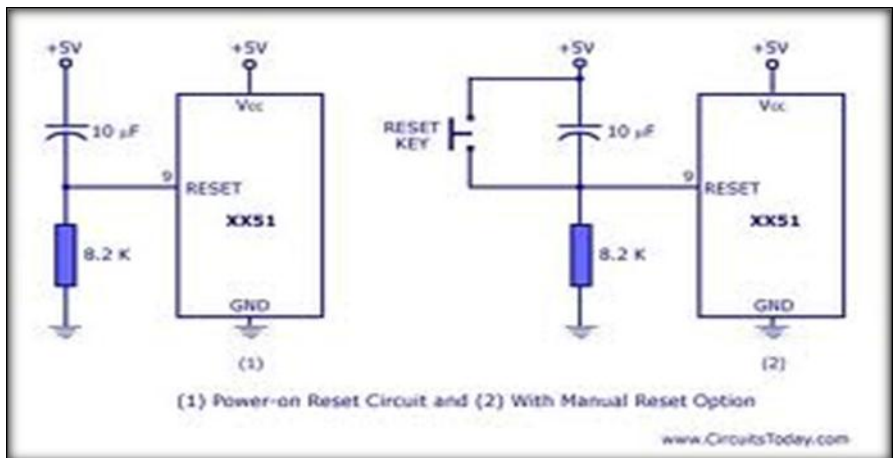 +5V
+5V
Vcc
10 µF
9
RESET
XX51
8.2 K
GND
(1)
+5V
+5V
Vcc
RESET
KEY
10 µF
9
RESET
XX51
8.2 K
GND
(2)
(1) Power-on Reset Circuit and (2) With Manual Reset Option
www.CircuitsToday.com